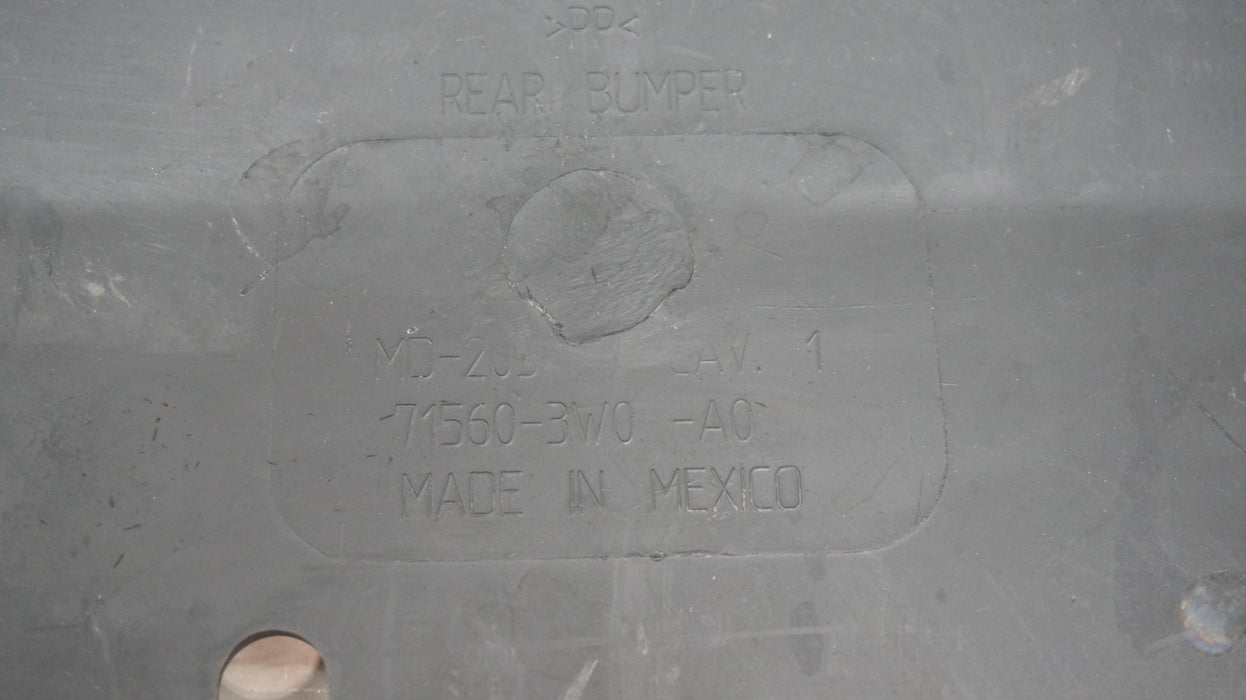 >PP<
REAR BUMPER
CAV. 1
71560-3W0 -A0
MADE IN MEXICO